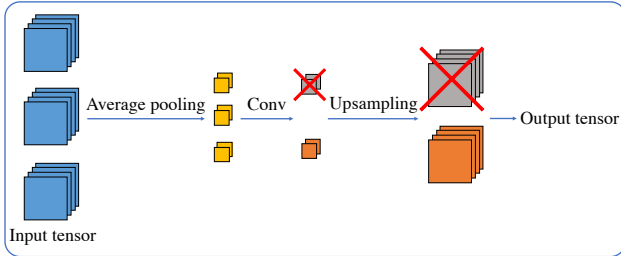 Average pooling
Conv
Upsampling
Output tensor
Input tensor